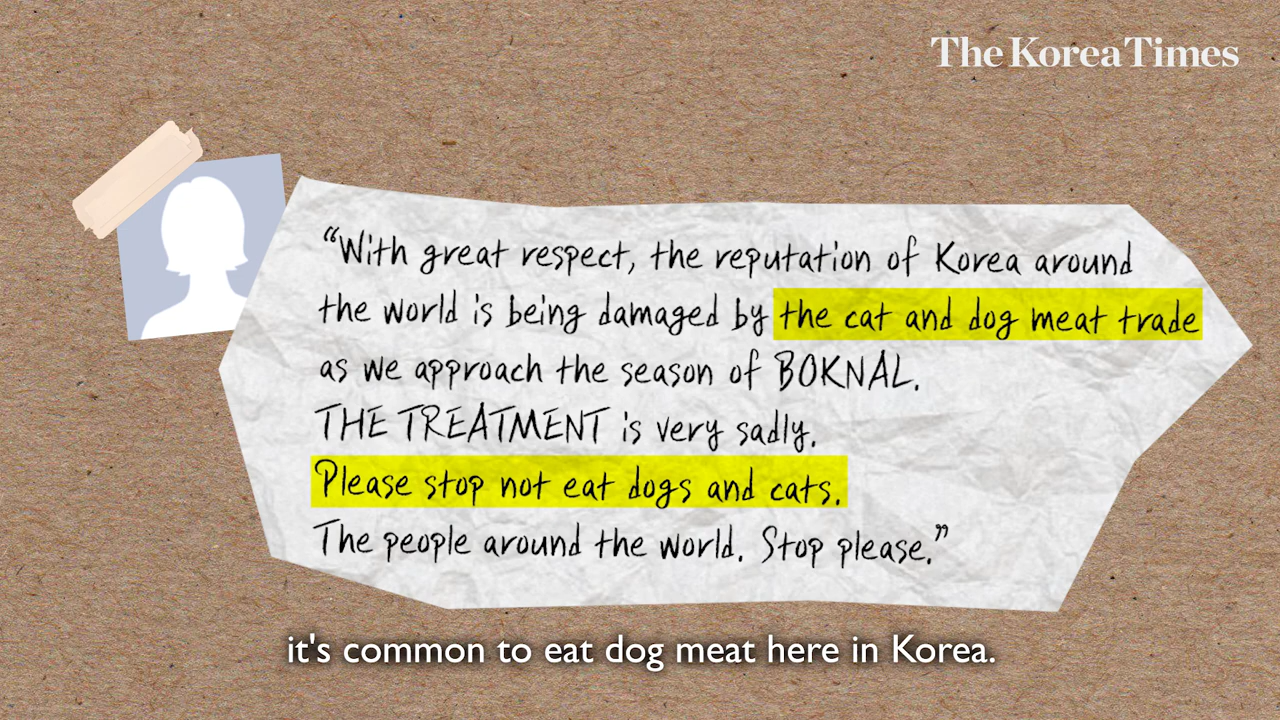 The Korea Times
“With great respect, the reputation of Korea around
the world is being damaged by the cat and dog meat trade
as we approach the season of BOKNAL.
THE TREATMENT is very sadly.
Please stop not eat dogs and cats.
The people around the world. Stop please.”
it's common to eat dog meat here in Korea.